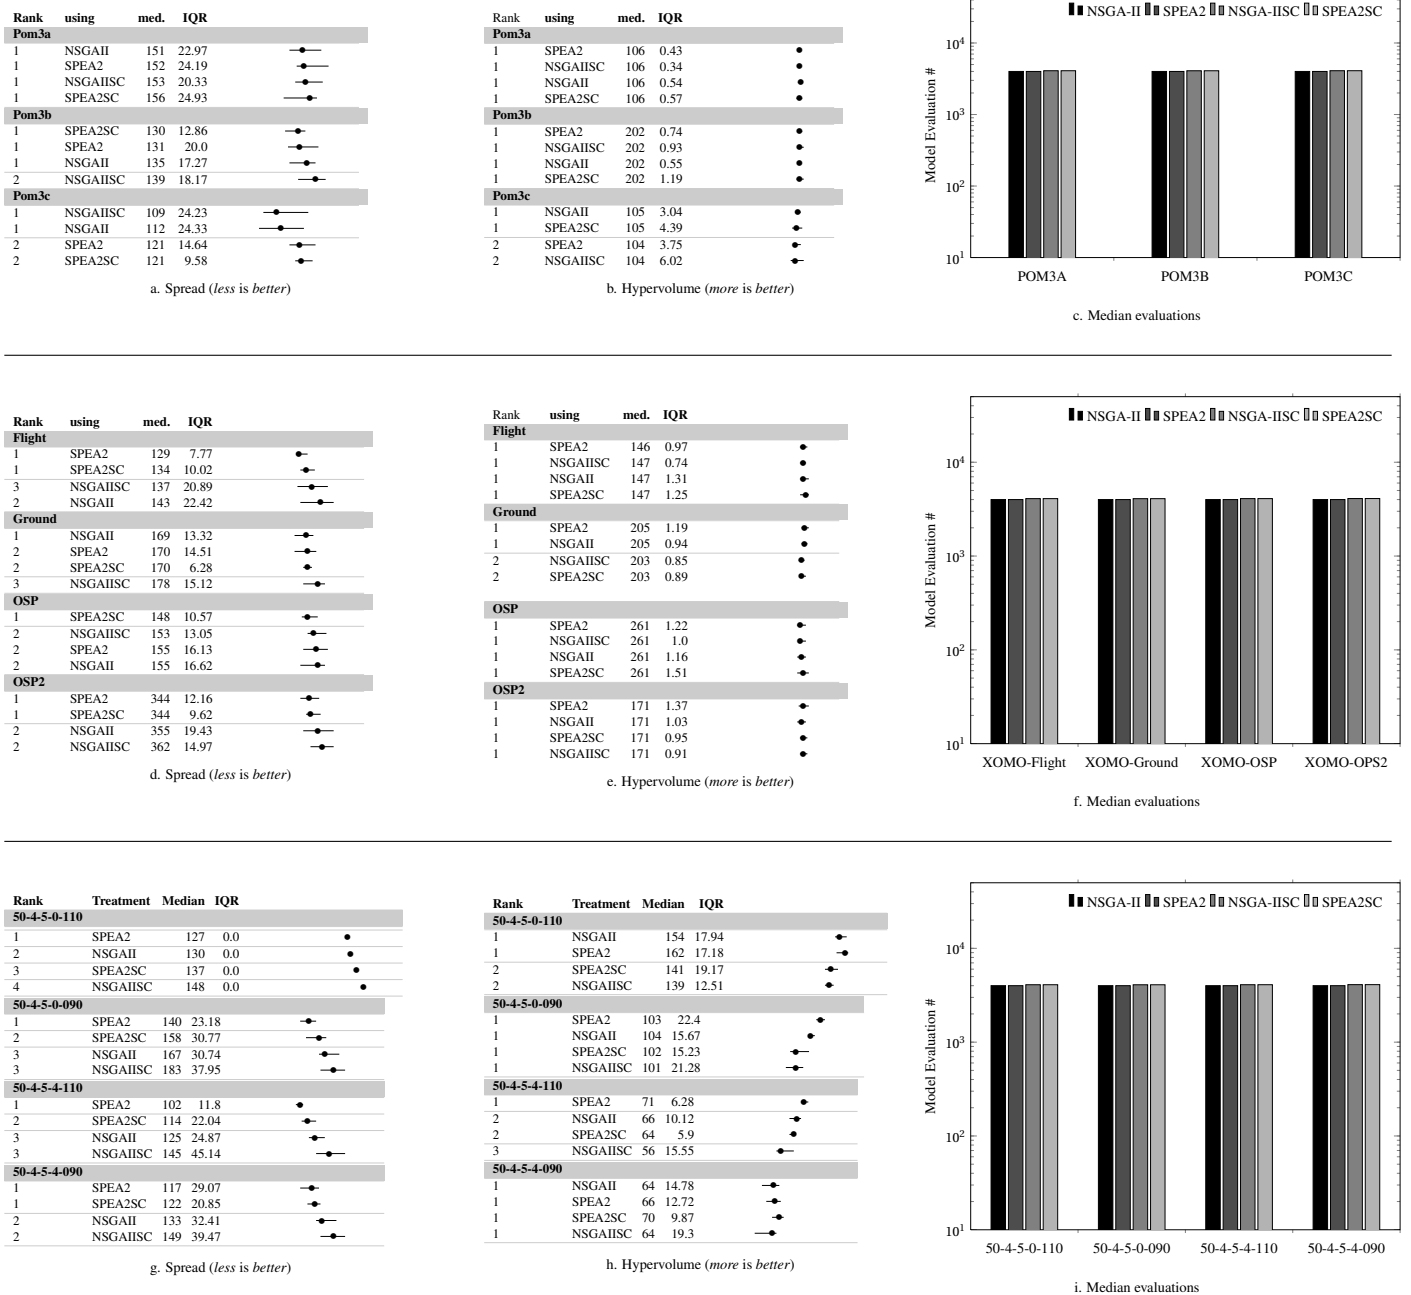 Rank using med. IQR
Pom3a
1 NSGAII 151 22.97
1 SPEA2 152 24.19
1 NSGAIISC 153 20.33
1 SPEA2SC 156 24.93
Pom3b
1 SPEA2SC 130 12.86
1 SPEA2 131 20.0
1 NSGAII 135 17.27
2 NSGAIISC 139 18.17
Pom3c
1 NSGAIISC 109 24.23
1 NSGAII 112 24.33
2 SPEA2 121 14.64
2 SPEA2SC 121 9.58
a. Spread (less is better)
Rank using med. IQR
Pom3a
1 SPEA2 106 0.43
1 NSGAIISC 106 0.34
1 NSGAII 106 0.54
1 SPEA2SC 106 0.57
Pom3b
1 SPEA2 202 0.74
1 NSGAIISC 202 0.93
1 NSGAII 202 0.55
1 SPEA2SC 202 1.19
Pom3c
1 NSGAII 105 3.04
1 SPEA2SC 105 4.39
2 SPEA2 104 3.75
2 NSGAIISC 104 6.02
b. Hypervolume (more is better)
NSGA-II SPEA2 NSGA-IISC SPEA2SC
Model Evaluation #
10^4
10^3
10^2
10^1
POM3A POM3B POM3C
c. Median evaluations
Rank using med. IQR
Flight
1 SPEA2 129 7.77
1 SPEA2SC 134 10.02
3 NSGAIISC 137 20.89
2 NSGAII 143 22.42
Ground
1 NSGAII 169 13.32
2 SPEA2 170 14.51
2 SPEA2SC 170 6.28
3 NSGAIISC 178 15.12
OSP
1 SPEA2SC 148 10.57
2 NSGAIISC 153 13.05
2 SPEA2 155 16.13
2 NSGAII 155 16.62
OSP2
1 SPEA2 344 12.16
1 SPEA2SC 344 9.62
2 NSGAII 355 19.43
2 NSGAIISC 362 14.97
d. Spread (less is better)
Rank using med. IQR
Flight
1 SPEA2 146 0.97
1 NSGAIISC 147 0.74
1 NSGAII 147 1.31
1 SPEA2SC 147 1.25
Ground
1 SPEA2 205 1.19
1 NSGAII 205 0.94
2 NSGAIISC 203 0.85
2 SPEA2SC 203 0.89
OSP
1 SPEA2 261 1.22
1 NSGAIISC 261 1.0
1 NSGAII 261 1.16
1 SPEA2SC 261 1.51
OSP2
1 SPEA2 171 1.37
1 NSGAII 171 1.03
1 SPEA2SC 171 0.95
1 NSGAIISC 171 0.91
e. Hypervolume (more is better)
NSGA-II SPEA2 NSGA-IISC SPEA2SC
Model Evaluation #
10^4
10^3
10^2
10^1
XOMO-Flight XOMO-Ground XOMO-OSP XOMO-OPS2
f. Median evaluations
Rank Treatment Median IQR
50-4-5-0-110
1 SPEA2 127 0.0
2 NSGAII 130 0.0
3 SPEA2SC 137 0.0
4 NSGAIISC 148 0.0
50-4-5-0-090
1 SPEA2 140 23.18
2 SPEA2SC 158 30.77
3 NSGAII 167 30.74
3 NSGAIISC 183 37.95
50-4-5-4-110
1 SPEA2 102 11.8
2 SPEA2SC 114 22.04
3 NSGAII 125 24.87
3 NSGAIISC 145 45.14
50-4-5-4-090
1 SPEA2 117 29.07
1 SPEA2SC 122 20.85
2 NSGAII 133 32.41
2 NSGAIISC 149 39.47
g. Spread (less is better)
Rank Treatment Median IQR
50-4-5-0-110
1 NSGAII 154 17.94
1 SPEA2 162 17.18
2 SPEA2SC 141 19.17
2 NSGAIISC 139 12.51
50-4-5-0-090
1 SPEA2 103 22.4
1 NSGAII 104 15.67
1 SPEA2SC 102 15.23
1 NSGAIISC 101 21.28
50-4-5-4-110
1 SPEA2 71 6.28
2 NSGAII 66 10.12
2 SPEA2SC 64 5.9
3 NSGAIISC 56 15.55
50-4-5-4-090
1 NSGAII 64 14.78
1 SPEA2 66 12.72
1 SPEA2SC 70 9.87
1 NSGAIISC 64 19.3
h. Hypervolume (more is better)
NSGA-II SPEA2 NSGA-IISC SPEA2SC
Model Evaluation #
10^4
10^3
10^2
10^1
50-4-5-0-110 50-4-5-0-090 50-4-5-4-110 50-4-5-4-090
i. Median evaluations